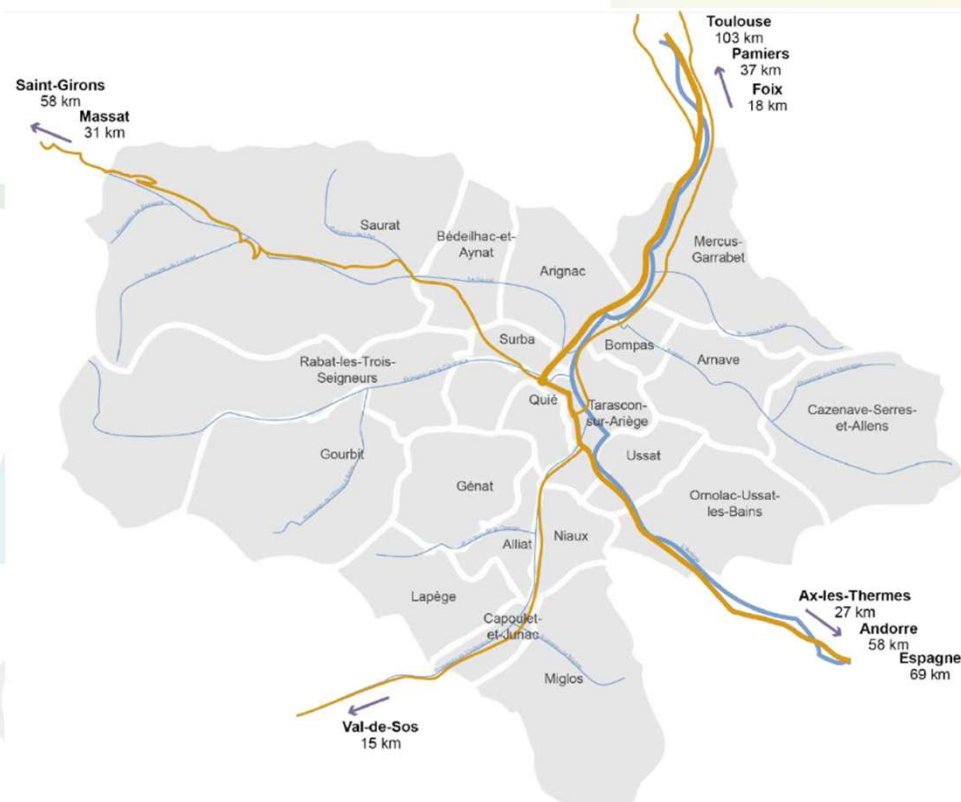 Toulouse
103 km
Pamiers
37 km
Foix
18 km
Saint-Girons
58 km
Massat
31 km
Saurat
Bédeilhac-et-
Aynat
Arignac
Mercus-
Garrabet
Surba
Bompas
Arnave
Rabat-les-Trois-
Seigneurs
Quié
Tarascon-
sur-Ariège
Cazenave-Serres-
et-Allens
Gourbit
Ussat
Génat
Ornolac-Ussat-
les-Bains
Alliat
Niaux
Lapège
Capoulet-
et-Junac
Miglos
Ax-les-Thermes
27 km
Andorre
58 km
Espagne
69 km
Val-de-Sos
15 km